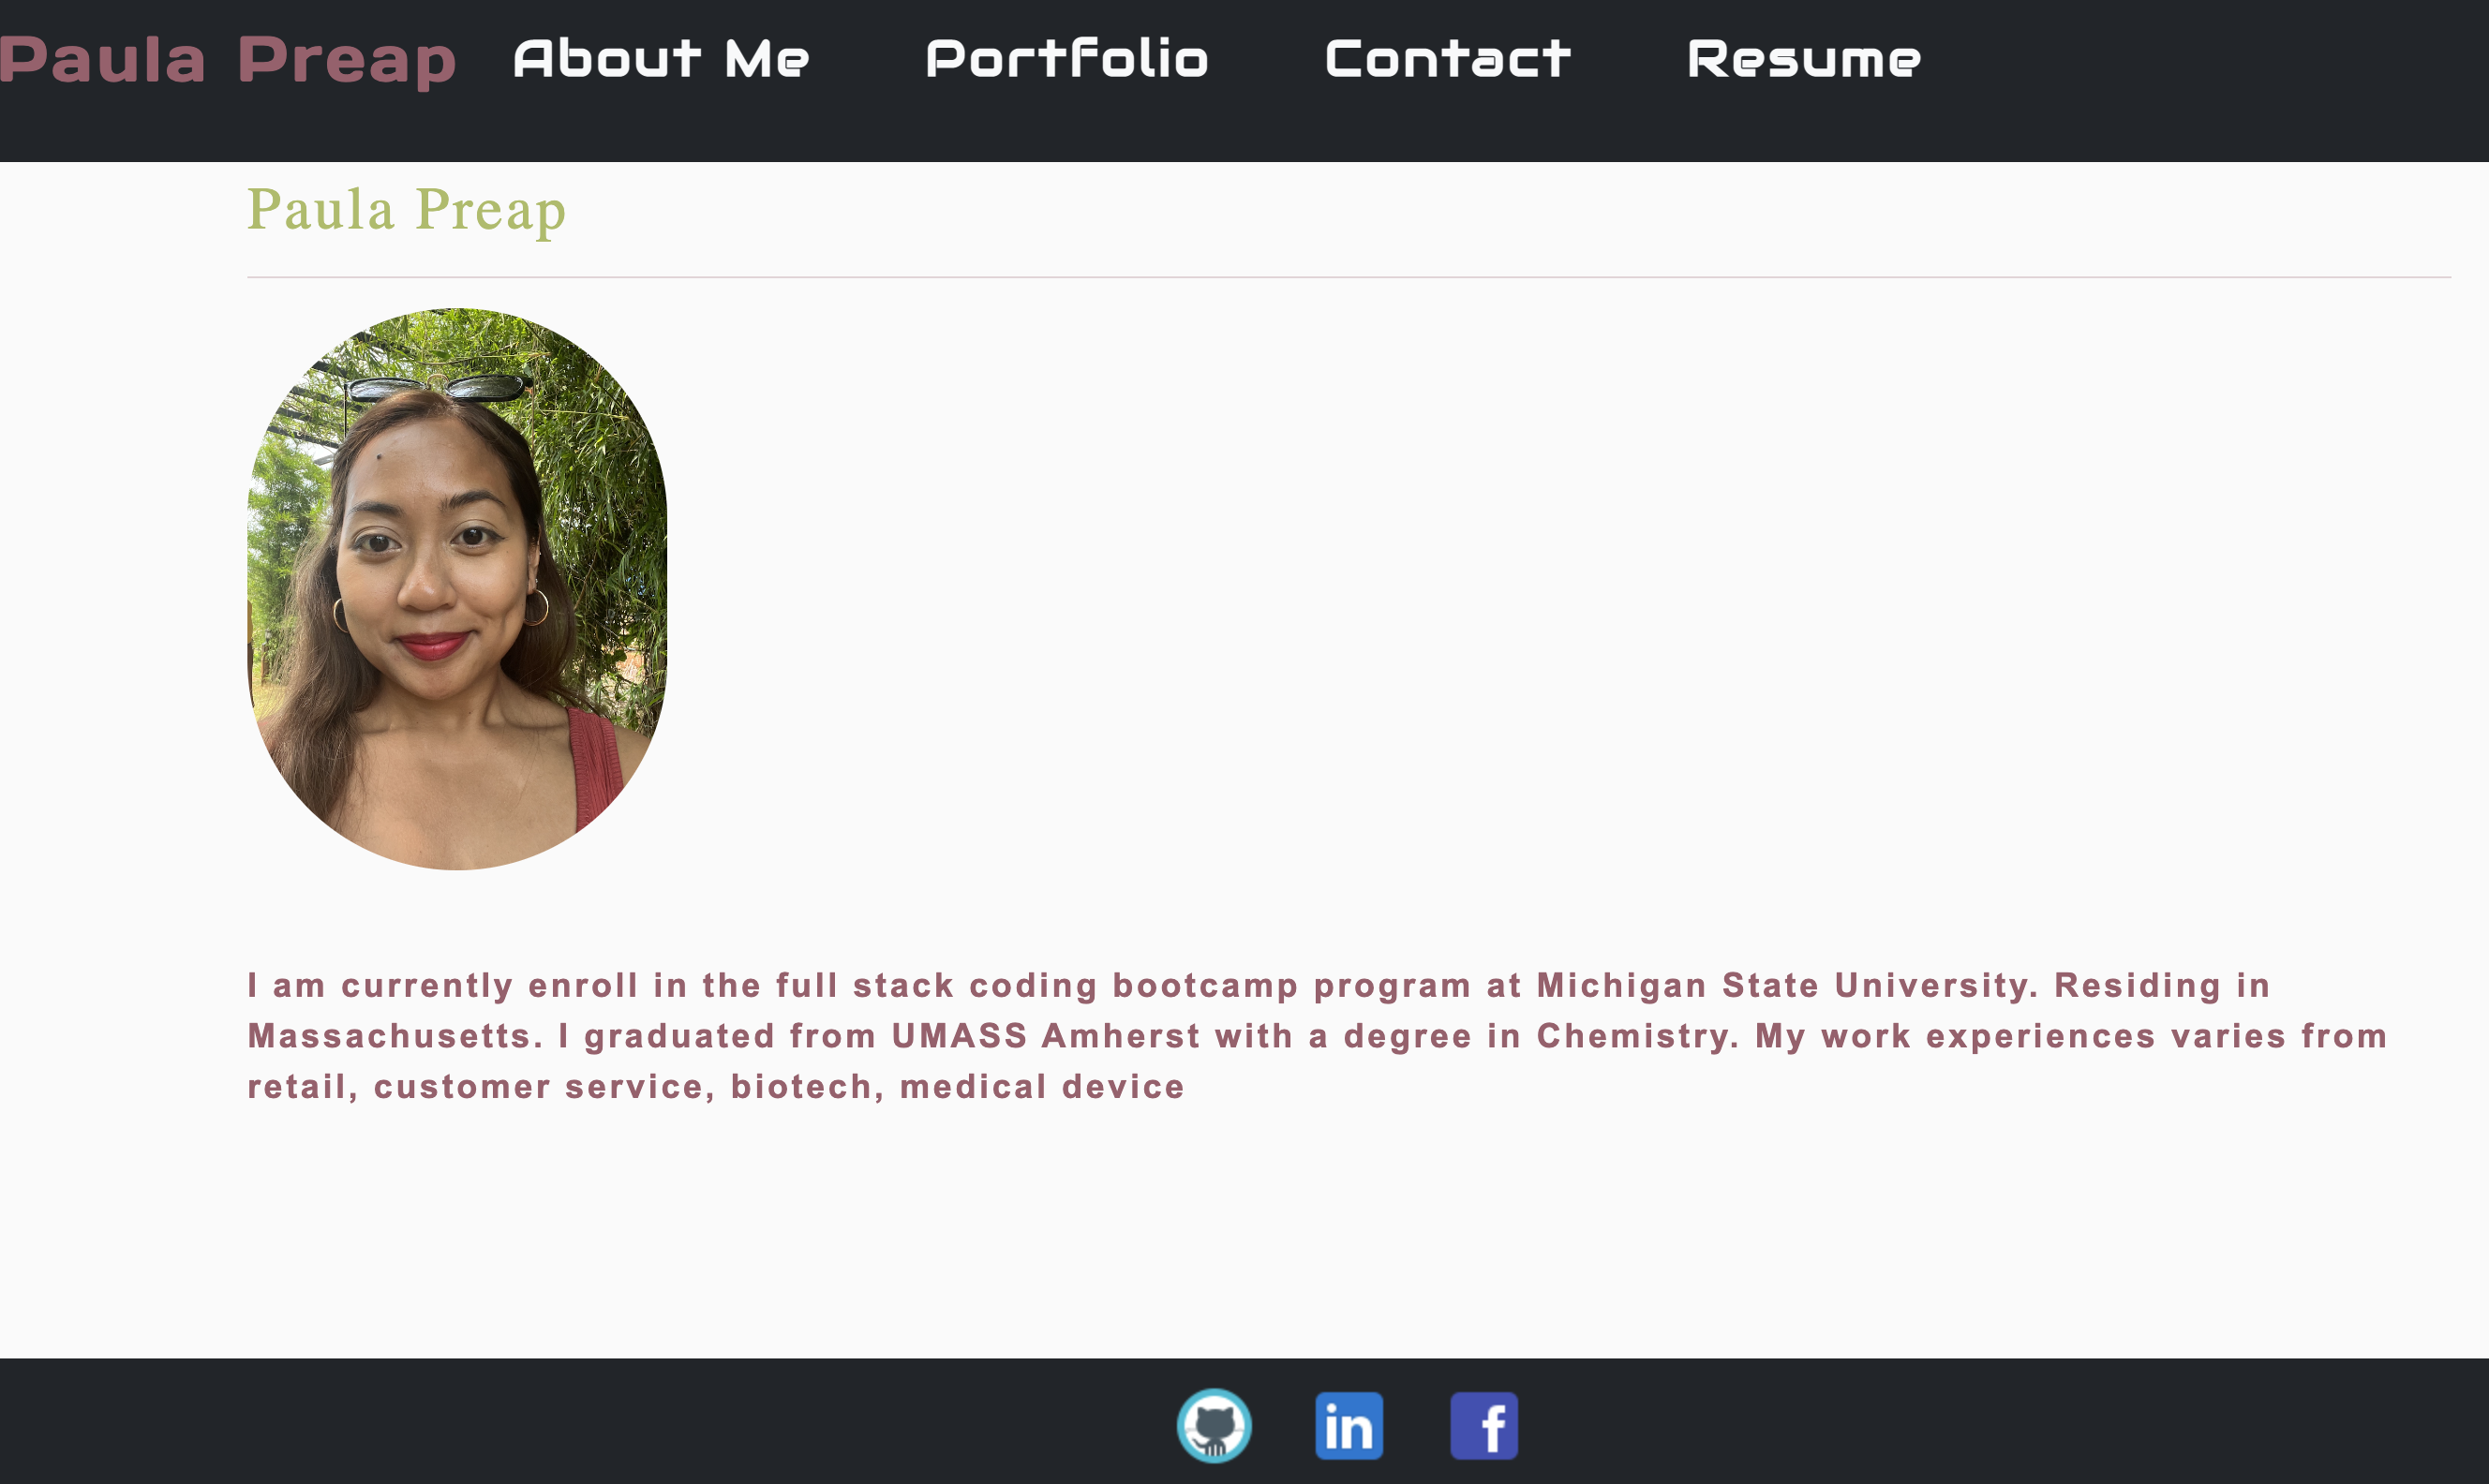 Paula Preap About Me Portfolio Contact Resume
Paula Preap
I am currently enroll in the full stack coding bootcamp program at Michigan State University. Residing in
Massachusetts. I graduated from UMASS Amherst with a degree in Chemistry. My work experiences varies from
retail, customer service, biotech, medical device
in f